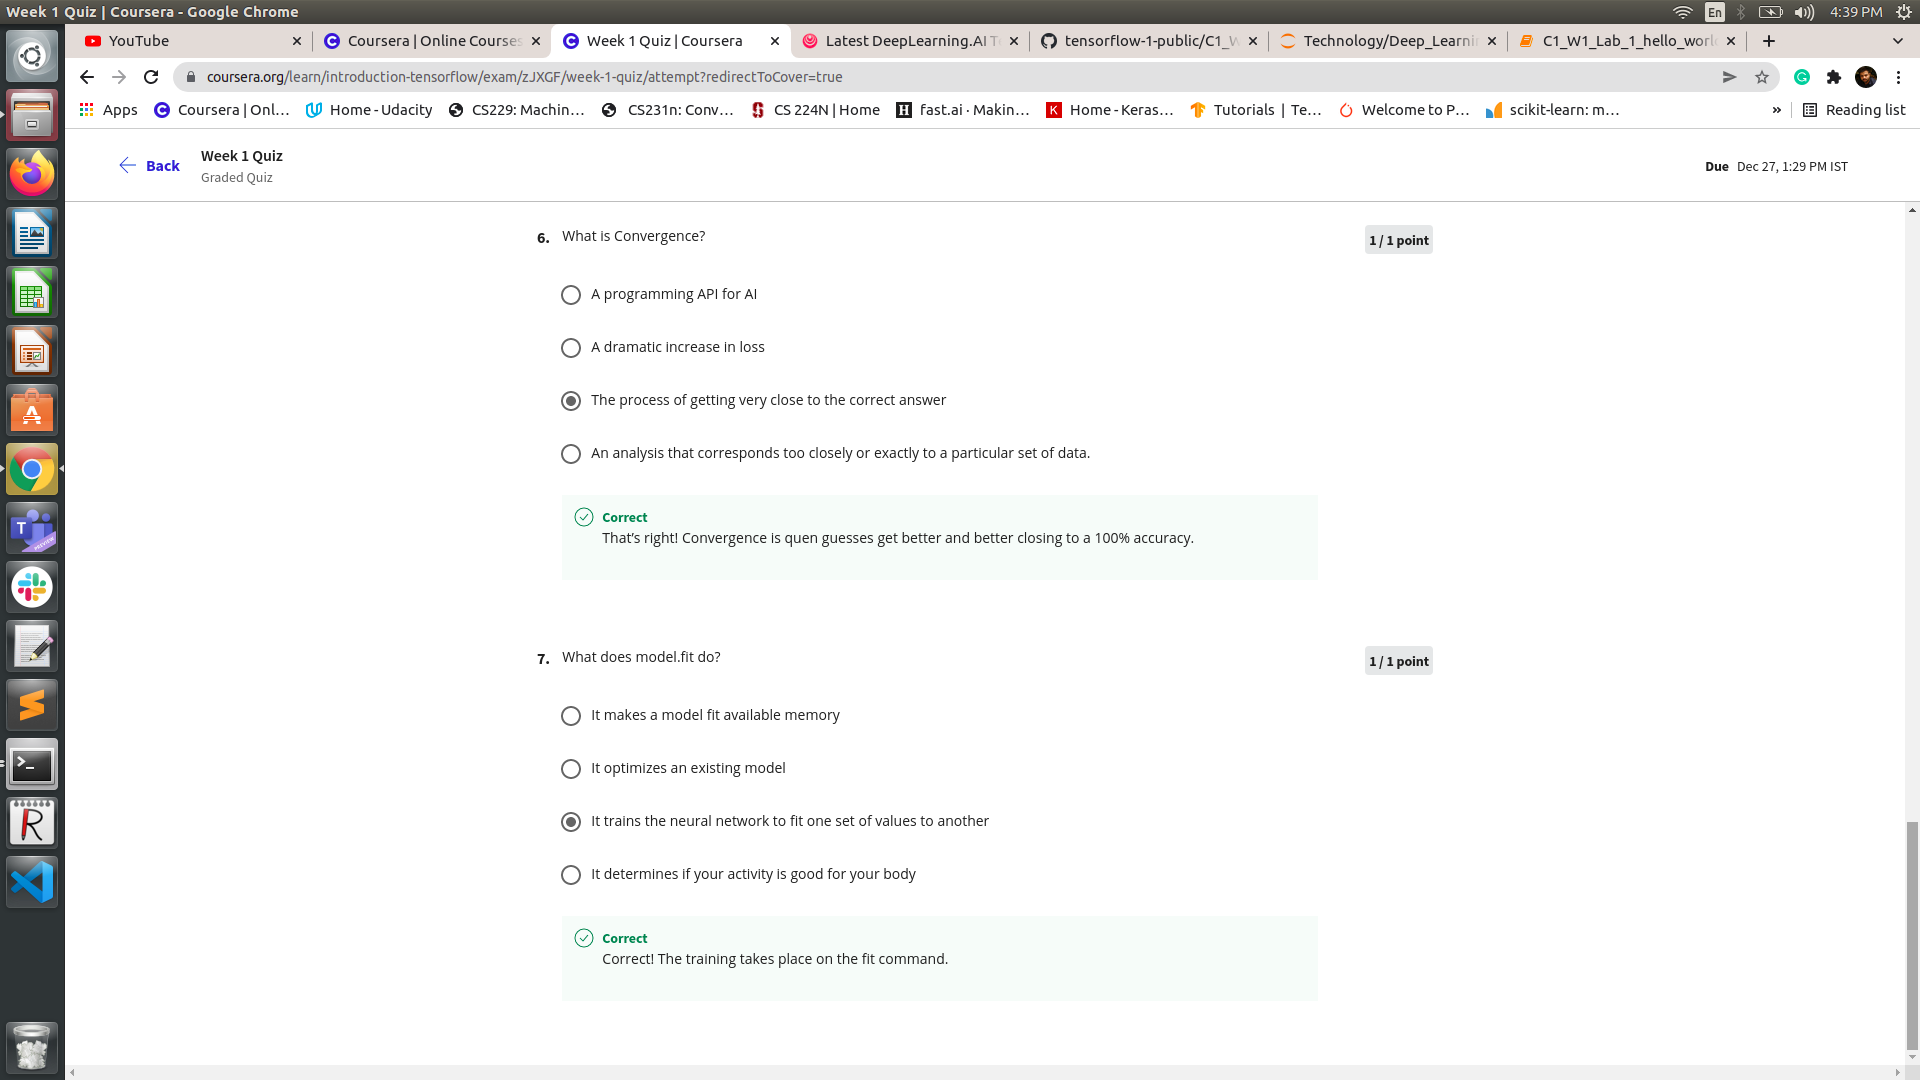 Week 1 Quiz | Coursera - Google Chrome
En
4:39 PM
YouTube
Coursera | Online Courses
Week 1 Quiz | Coursera
Latest DeepLearning.AI T
tensorflow-1-public/C1_W
Technology/Deep_Learnin
C1_W1_Lab_1_hello_worl
coursera.org/learn/introduction-tensorflow/exam/zJXGF/week-1-quiz/attempt?redirectToCover=true
Apps
Coursera | Onl...
Home - Udacity
CS229: Machin...
CS231n: Conv...
CS 224N | Home
fast.ai · Makin...
Home - Keras...
Tutorials | Te...
Welcome to P...
scikit-learn: m...
»
Reading list
Back
Week 1 Quiz
Graded Quiz
Due Dec 27, 1:29 PM IST
6. What is Convergence?
1 / 1 point
A programming API for AI
A dramatic increase in loss
The process of getting very close to the correct answer
An analysis that corresponds too closely or exactly to a particular set of data.
Correct
That's right! Convergence is quen guesses get better and better closing to a 100% accuracy.
7. What does model.fit do?
1 / 1 point
It makes a model fit available memory
It optimizes an existing model
It trains the neural network to fit one set of values to another
It determines if your activity is good for your body
Correct
Correct! The training takes place on the fit command.